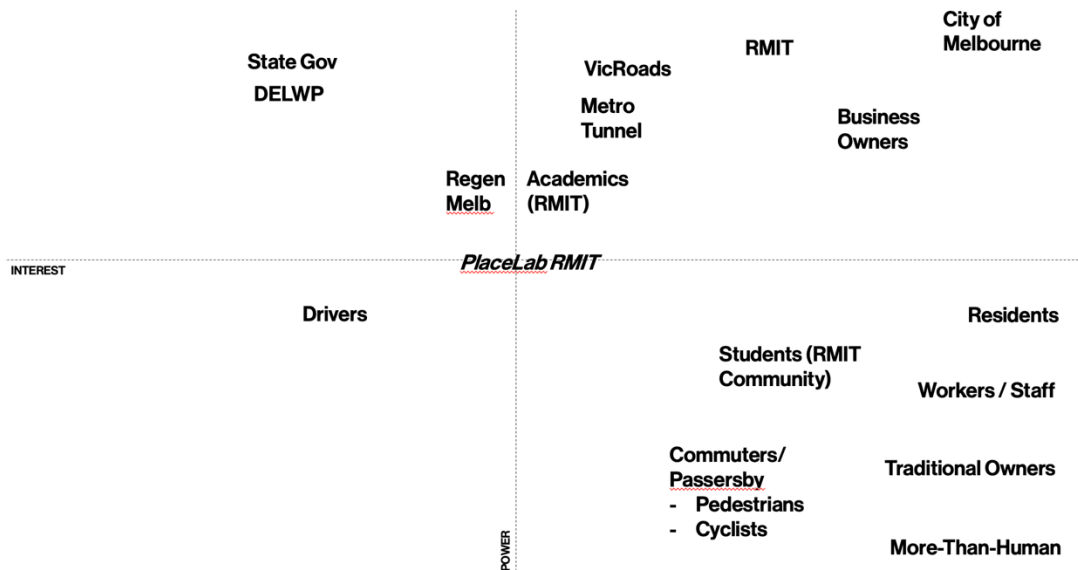 City of
Melbourne
RMIT
State Gov
VicRoads
DELWP
Metro
Tunnel
Business
Owners
Regen
Melb
Academics
(RMIT)
PlaceLab RMIT
INTEREST
Drivers
Residents
Students (RMIT
Community)
Workers / Staff
Commuters/
Passersby
- Pedestrians
- Cyclists
Traditional Owners
More-Than-Human
POWER